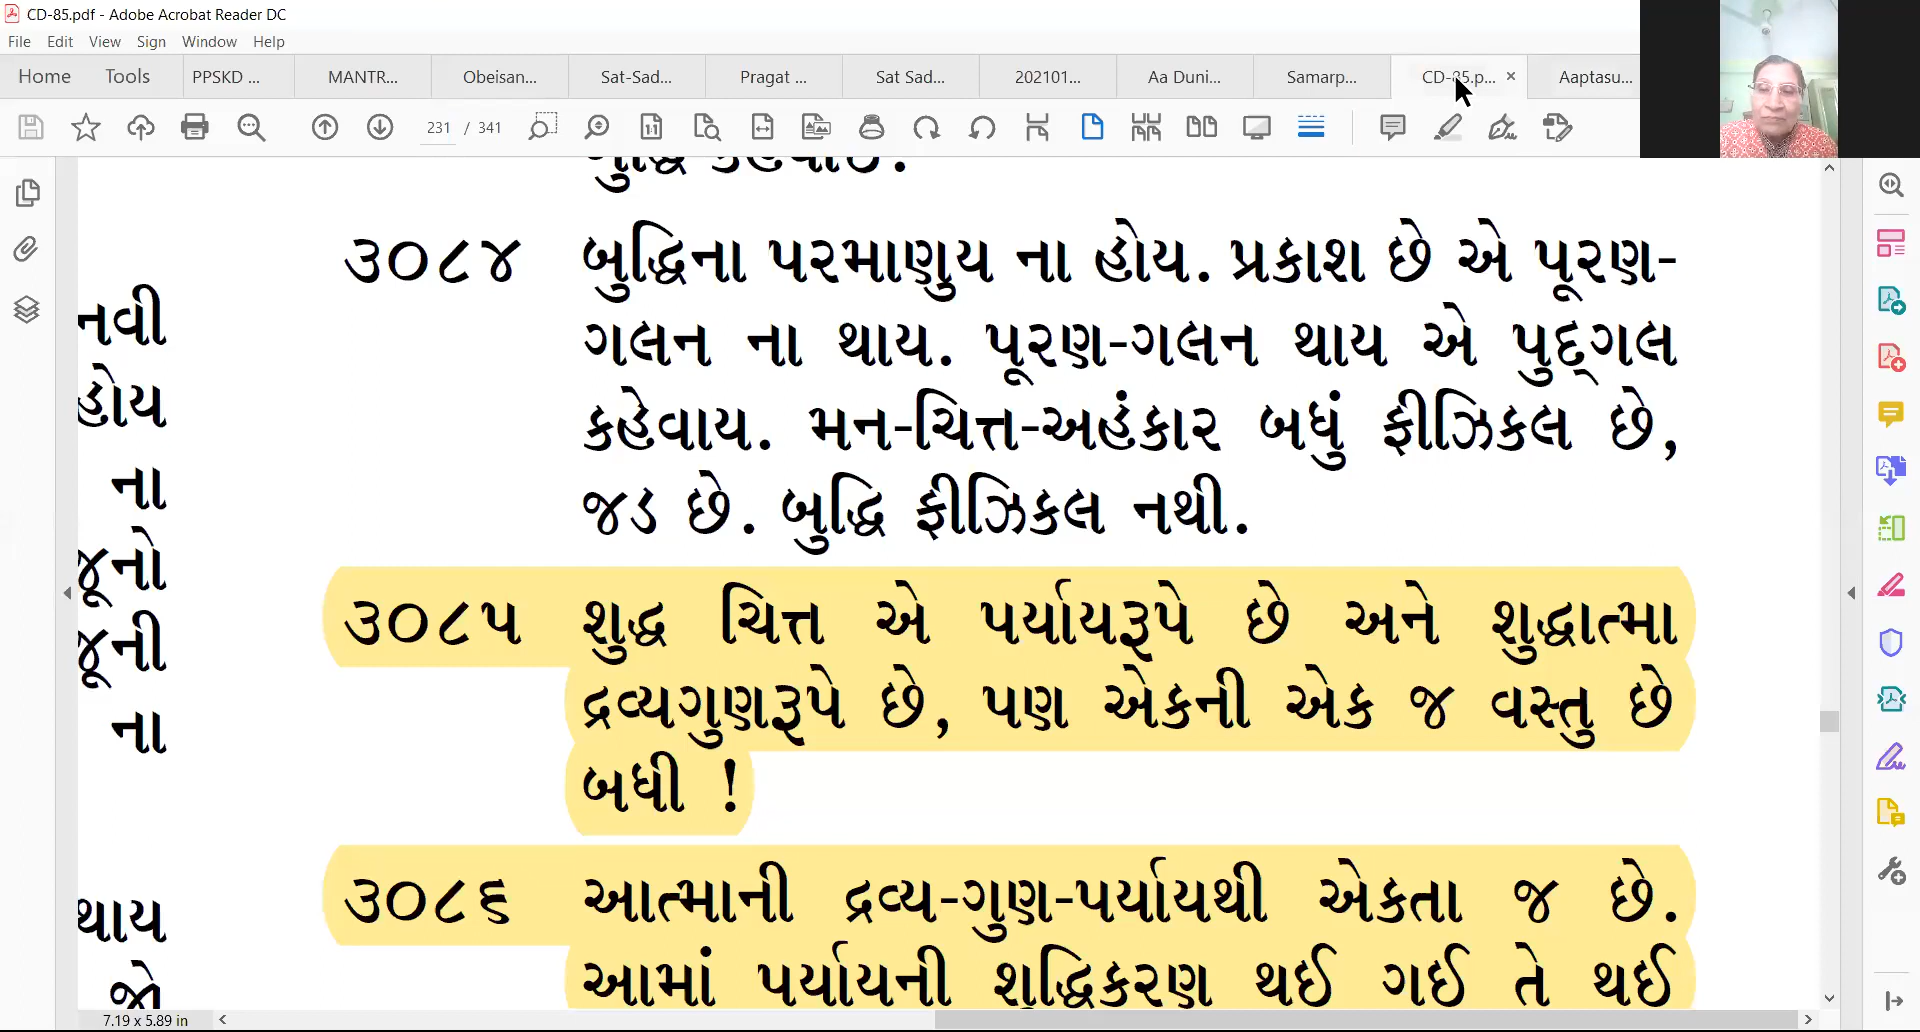 CD-85.pdf - Adobe Acrobat Reader DC
File Edit View Sign Window Help
Home Tools PPSKD ... MANTR... Obeisan... Sat-Sad... Pragat ... Sat Sad... 202101... Aa Duni... Samarp... CD-85.p... × Aaptasu...
231 / 341
બુદ્ધિ કહેવાઈ.
૩૦૮૪ બુદ્ધિના પરમાણુય ના હોય. પ્રકાશ છે એ પૂરણ-
ગલન ના થાય. પૂરણ-ગલન થાય એ પુદ્ગલ
કહેવાય. મન-ચિત્ત-અહંકાર બધું ફીઝિકલ છે,
જડ છે. બુદ્ધિ ફીઝિકલ નથી.
૩૦૮૫ શુદ્ધ ચિત્ત એ પર્યાયરૂપે છે અને શુદ્ધાત્મા
દ્રવ્યગુણરૂપે છે, પણ એકની એક જ વસ્તુ છે
બધી !
૩૦૮૬ આત્માની દ્રવ્ય-ગુણ-પર્યાયથી એકતા જ છે.
આમાં પર્યાયની શુદ્ધિકરણ થઈ ગઈ તે થઈ
નવી
હોય
ના
જૂનો
જૂની
ના
થાય
જો
7.19 x 5.89 in